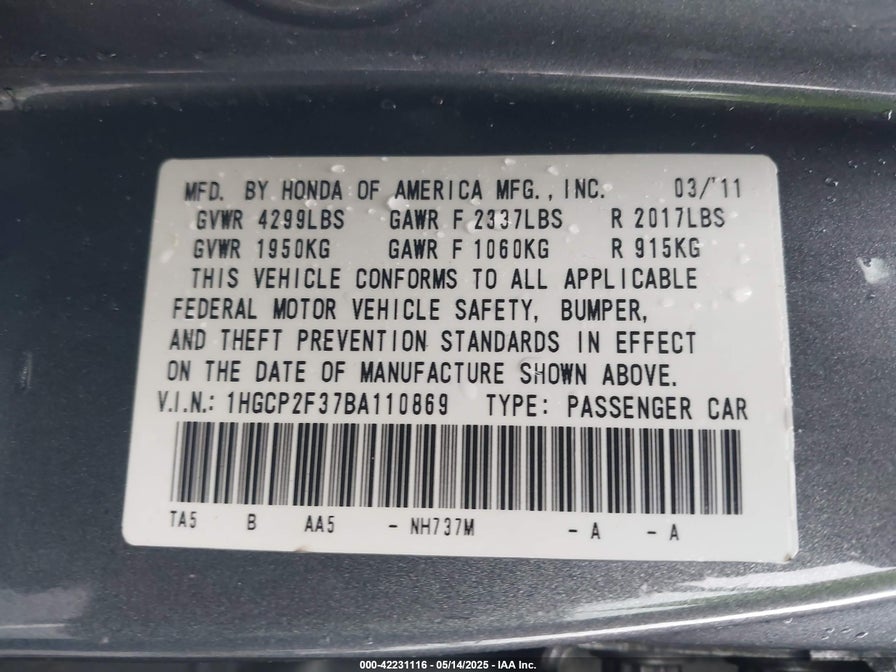 MFD. BY HONDA OF AMERICA MFG., INC. 03/'11
GVWR 4299LBS GAWR F 2337LBS R 2017LBS
GVWR 1950KG GAWR F 1060KG R 915KG
THIS VEHICLE CONFORMS TO ALL APPLICABLE
FEDERAL MOTOR VEHICLE SAFETY, BUMPER,
AND THEFT PREVENTION STANDARDS IN EFFECT
ON THE DATE OF MANUFACTURE SHOWN ABOVE.
V.I.N.: 1HGCP2F37BA110869 TYPE: PASSENGER CAR
TA5 B AA5 - NH737M - A - A
000-42231116 - 05/14/2025 - IAA Inc.